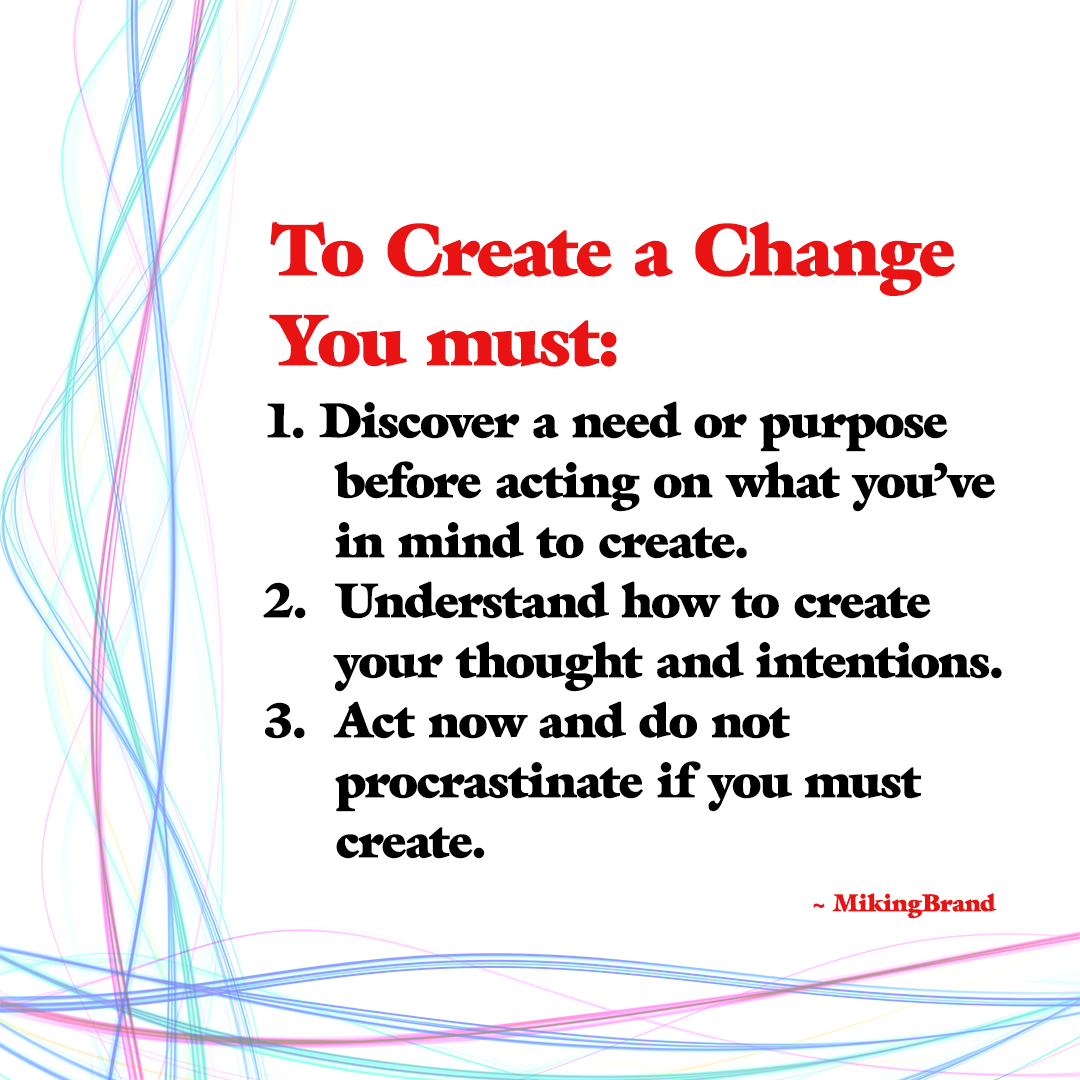 To Create a Change
You must:
1. Discover a need or purpose
before acting on what you’ve
in mind to create.
2. Understand how to create
your thought and intentions.
3. Act now and do not
procrastinate if you must
create.
~ MikingBrand